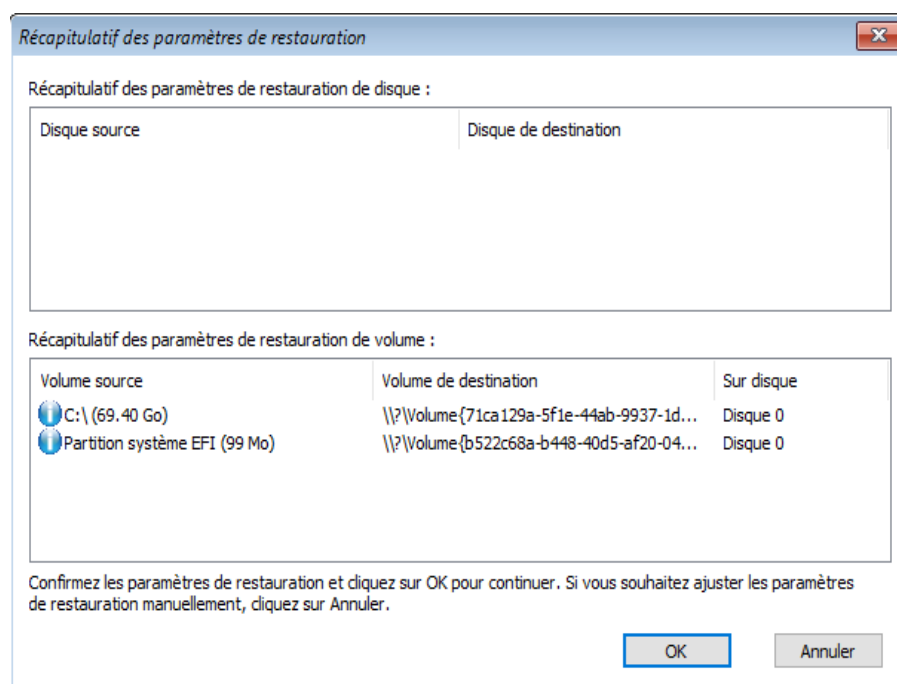 Récapitulatif des paramètres de restauration
Récapitulatif des paramètres de restauration de disque :
Disque source Disque de destination
Récapitulatif des paramètres de restauration de volume :
Volume source Volume de destination Sur disque
C:\ (69.40 Go) \\?\Volume{71ca129a-5f1e-44ab-9937-1d... Disque 0
Partition système EFI (99 Mo) \\?\Volume{b522c68a-b448-40d5-af20-04... Disque 0
Confirmez les paramètres de restauration et cliquez sur OK pour continuer. Si vous souhaitez ajuster les paramètres
de restauration manuellement, cliquez sur Annuler.
OK Annuler